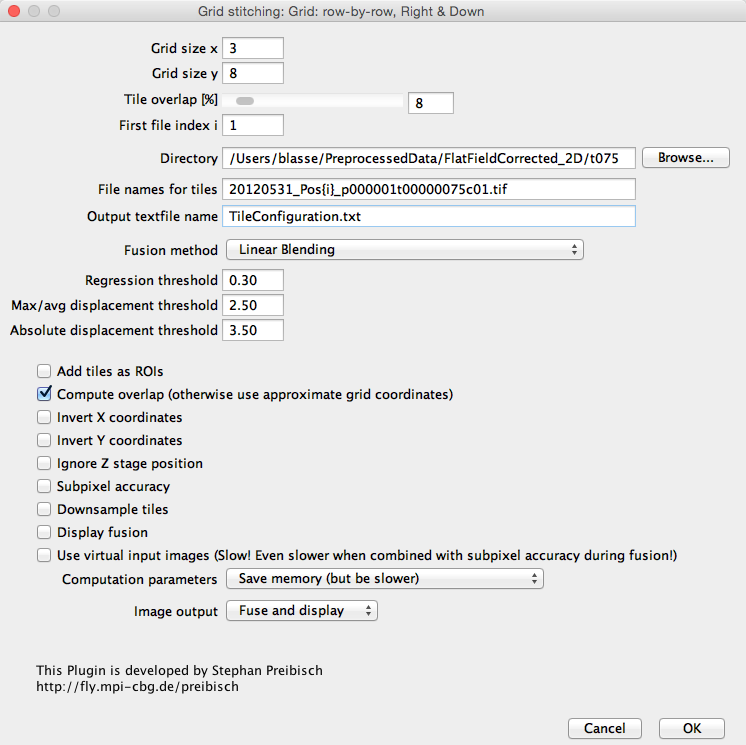 Grid stitching: Grid: row-by-row, Right & Down
Grid size x 3
Grid size y 8
Tile overlap [%] 8
First file index i 1
Directory /Users/blasse/PreprocessedData/FlatFieldCorrected_2D/t075 Browse...
File names for tiles 20120531_Pos{i}_p000001t00000075c01.tif
Output textfile name TileConfiguration.txt
Fusion method Linear Blending
Regression threshold 0.30
Max/avg displacement threshold 2.50
Absolute displacement threshold 3.50
Add tiles as ROIs
Compute overlap (otherwise use approximate grid coordinates)
Invert X coordinates
Invert Y coordinates
Ignore Z stage position
Subpixel accuracy
Downsample tiles
Display fusion
Use virtual input images (Slow! Even slower when combined with subpixel accuracy during fusion!)
Computation parameters Save memory (but be slower)
Image output Fuse and display
This Plugin is developed by Stephan Preibisch
http://fly.mpi-cbg.de/preibisch
Cancel OK